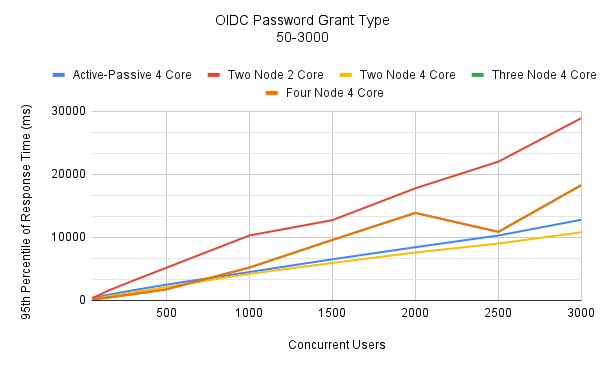 OIDC Password Grant Type
50-3000
Active-Passive 4 Core Two Node 2 Core Two Node 4 Core Three Node 4 Core
Four Node 4 Core
95th Percentile of Response Time (ms)
30000
20000
10000
0
500 1000 1500 2000 2500 3000
Concurrent Users